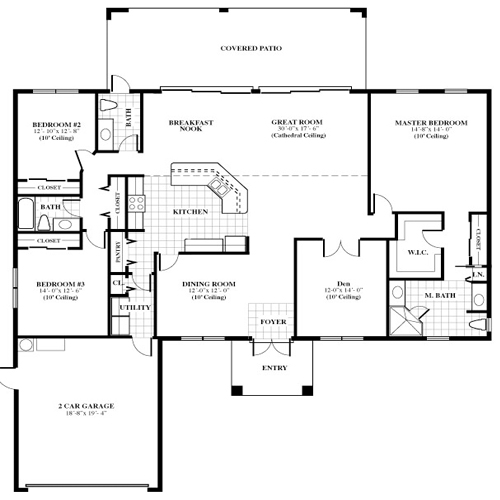 COVERED PATIO
BEDROOM #2
12'- 10"x 12'- 8"
(10' Ceiling)
BATH
BREAKFAST
NOOK
GREAT ROOM
30'-0"x 17'- 6"
(Cathedral Ceiling)
MASTER BEDROOM
14'-8"x 14'- 0"
(10' Ceiling)
CLOSET
BATH
CLOSET
KITCHEN
CLOSET
PANTRY
W.I.C.
CLOSET
LN.
BEDROOM #3
14'- 0"x 12'- 6"
(10' Ceiling)
CL.
UTILITY
DINING ROOM
12'-0"x 12'- 0"
(10' Ceiling)
Den
12-0"x 14'- 0"
(10' Ceiling)
M. BATH
FOYER
ENTRY
2 CAR GARAGE
18'-8"x 19'- 4"